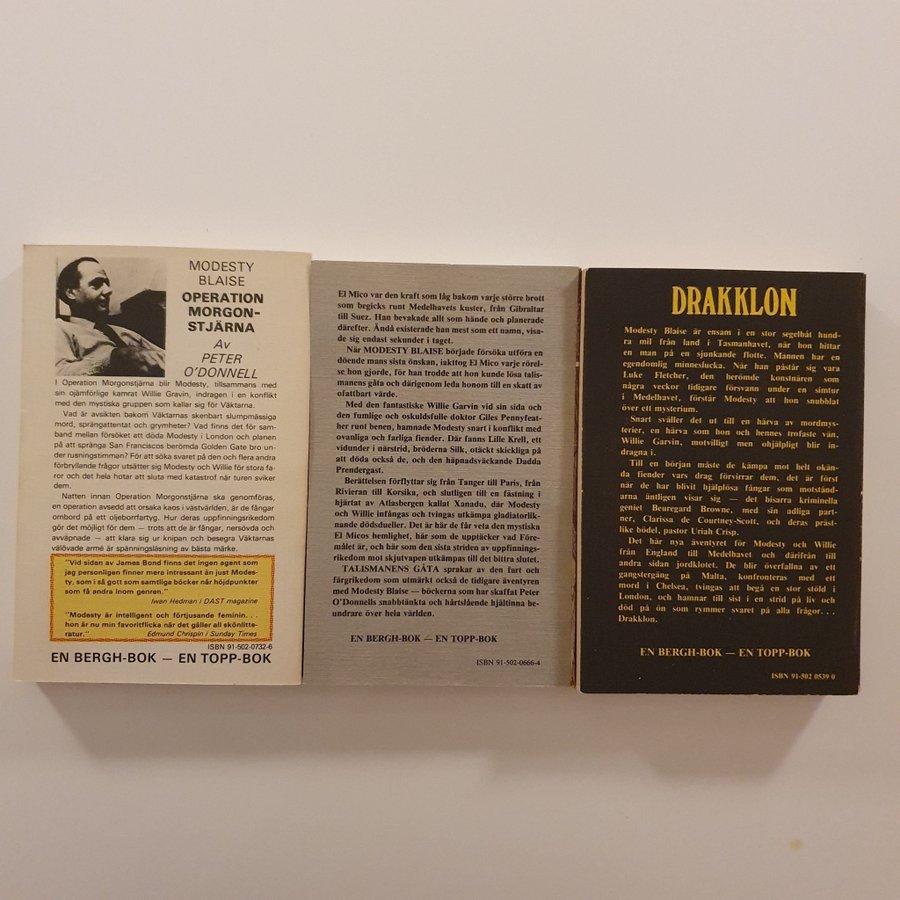 MODESTY
BLAISE
OPERATION
MORGON-
STJÄRNA
Av
PETER
O'DONNELL
I Operation Morgonstjärna blir Modesty, tillsammans med
sin ojämförlige kamrat Willie Gravin, indragen i en konflikt
med den mystiska gruppen som kallar sig för Väktarna.
Vad är avsikten bakom Väktarnas skenbart slumpmässiga
mord, sprängattentat och grymheter? Vad finns det för sam-
band mellan försöket att döda Modesty i London och planen
på att spränga San Franciscos berömda Golden Gate bro un-
der rusningstimman? För att söka svaret på den och flera andra
förbryllande frågor utsätter sig Modesty och Willie för stora fa-
ror och det hela hotar att sluta med katastrof när turen sviker
dem.
Natten innan Operation Morgonstjärna ska genomföras,
en operation avsedd att orsaka kaos i västvärlden, är de fångar
ombord på ett oljeborrfartyg. Hur deras uppfinningsrikedom
gör det möjligt för dem — trots att de är fångar, nersövda och
avväpnade — att klara sig ur knipan och besegra Väktarnas
välövade armé är spänningsläsning av bästa märke.
"Vid sidan av James Bond finns det ingen agent som
jag personligen finner mera intressant än just Modes-
ty, som i så gott som samtliga böcker når höjdpunkter
som få andra inom genren."
Iwan Hedman i DAST magazine
"Modesty är intelligent och förtjusande feminin. . .
hon är nu min favoritflicka när det gäller all skönlitte-
ratur."
Edmund Chrispin i Sunday Times
ISBN 91-502-0732-6
EN BERGH-BOK — EN TOPP-BOK
El Mico var den kraft som låg bakom varje större brott
som begicks runt Medelhavets kuster, från Gibraltar
till Suez. Han bevakade allt som hände och planerade
därefter. Ändå existerade han mest som ett namn, visa-
de sig endast sekunder i taget.
När MODESTY BLAISE började försöka utföra en
döende mans sista önskan, iakttog El Mico varje rörel-
se hon gjorde, för han trodde att hon kunde lösa talis-
manens gåta och därigenom leda honom till en skatt av
ofattbart värde.
Med den fantastiske Willie Garvin vid sin sida och
den fumlige och oskuldsfulle doktor Giles Pennyfeat-
her runt benen, hamnade Modesty snart i konflikt med
ovanliga och farliga fiender. Där fanns Lille Krell, ett
vidunder i närstrid, bröderna Silk, otäckt skickliga på
att döda också de, och den häpnadsväckande Dadda
Prendergast.
Berättelsen förflyttar sig från Tanger till Paris, från
Rivieran till Korsika, och slutligen till en fästning i
hjärtat av Atlasbergen kallat Xanadu, där Modesty
och Willie infångas och tvingas utkämpa gladiatorlik-
nande dödsdueller. Det är här de får veta den mystiska
El Micos hemlighet, här som de upptäcker vad Före-
målet är, och här som den sista striden av uppfinnings-
rikedom mot skjutvapen utkämpas till det bittra slutet.
TALISMANENS GÅTA sprakar av den fart och
färgrikedom som utmärkt också de tidigare äventyren
med Modesty Blaise — böckerna som har skaffat Peter
O'Donnells snabbtänkta och hårtslående hjältinna be-
undrare över hela världen.
EN BERGH-BOK — EN TOPP-BOK
ISBN 91-502-0666-4
DRAKKLON
Modesty Blaise är ensam i en stor segelbåt hund-
ra mil från land i Tasmanhavet, när hon hittar
en man på en sjunkande flotte. Mannen har en
egendomlig minneslucka. När han påstår sig vara
Luke Fletcher, den berömde konstnären som
några veckor tidigare försvann under en simtur
i Medelhavet, förstår Modesty att hon snubblat
över ett mysterium.
Snart sväller det ut till en härva av mordmys-
terier, en härva som hon och hennes trofaste vän,
Willie Garvin, motvilligt men ohjälpligt blir in-
dragna i.
Till en början måste de kämpa mot helt okän-
da fiender vars drag förvirrar dem, det är först
när de har blivit hjälplösa fångar som motstånd-
arna äntligen visar sig — det bisarra kriminella
geniet Beuregard Browne, med sin adliga part-
ner, Clarissa de Courtney-Scott, och deras präst-
like bödel, pastor Uriah Crisp.
Det här nya äventyret för Modesty och Willie
från England till Medelhavet och därifrån till
andra sidan jordklotet. De blir överfallna av ett
gangstergäng på Malta, konfronteras med ett
mord i Chelsea, tvingas att begå en stor stöld i
London, och hamnar till sist i en strid på liv och
död på ön som rymmer svaret på alla frågor. . .
Drakklon.
EN BERGH-BOK — EN TOPP-BOK
ISBN 91-502 0539 0